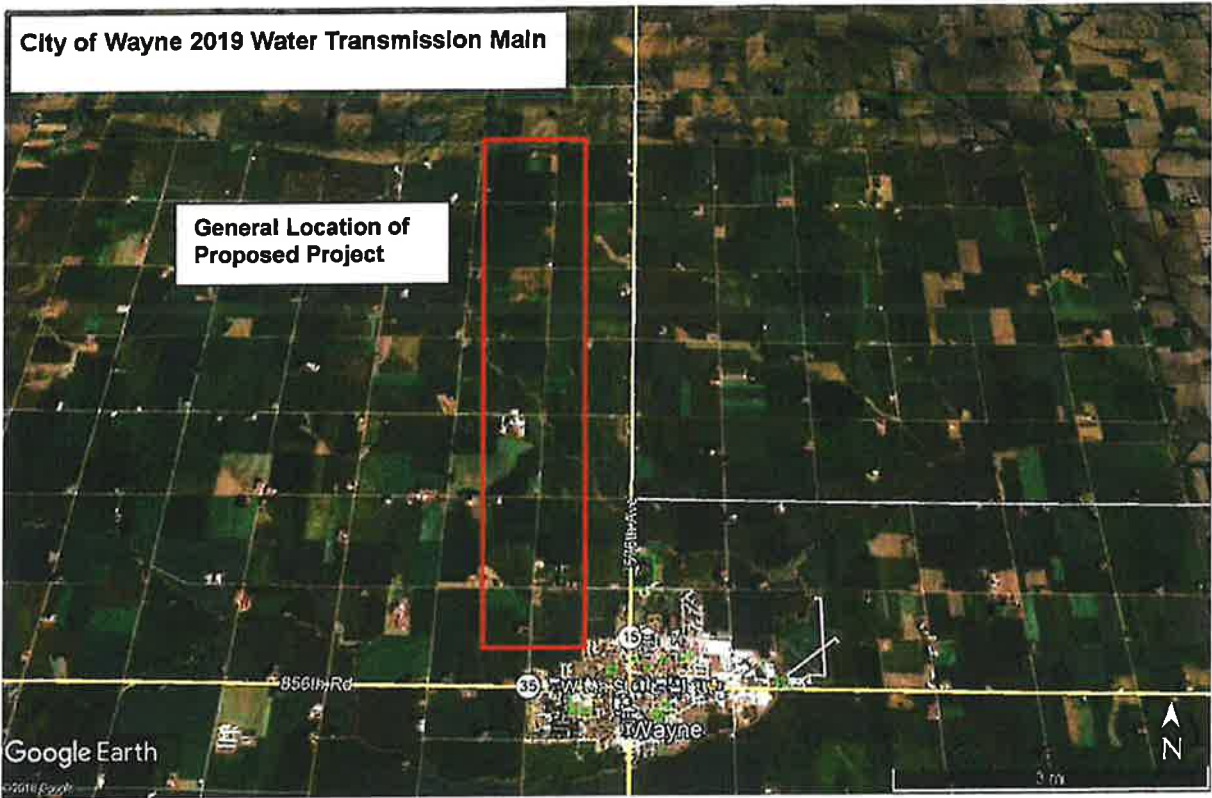 City of Wayne 2019 Water Transmission Main
General Location of
Proposed Project
15
856th Rd
35
Wayne
Google Earth
N
3 mi